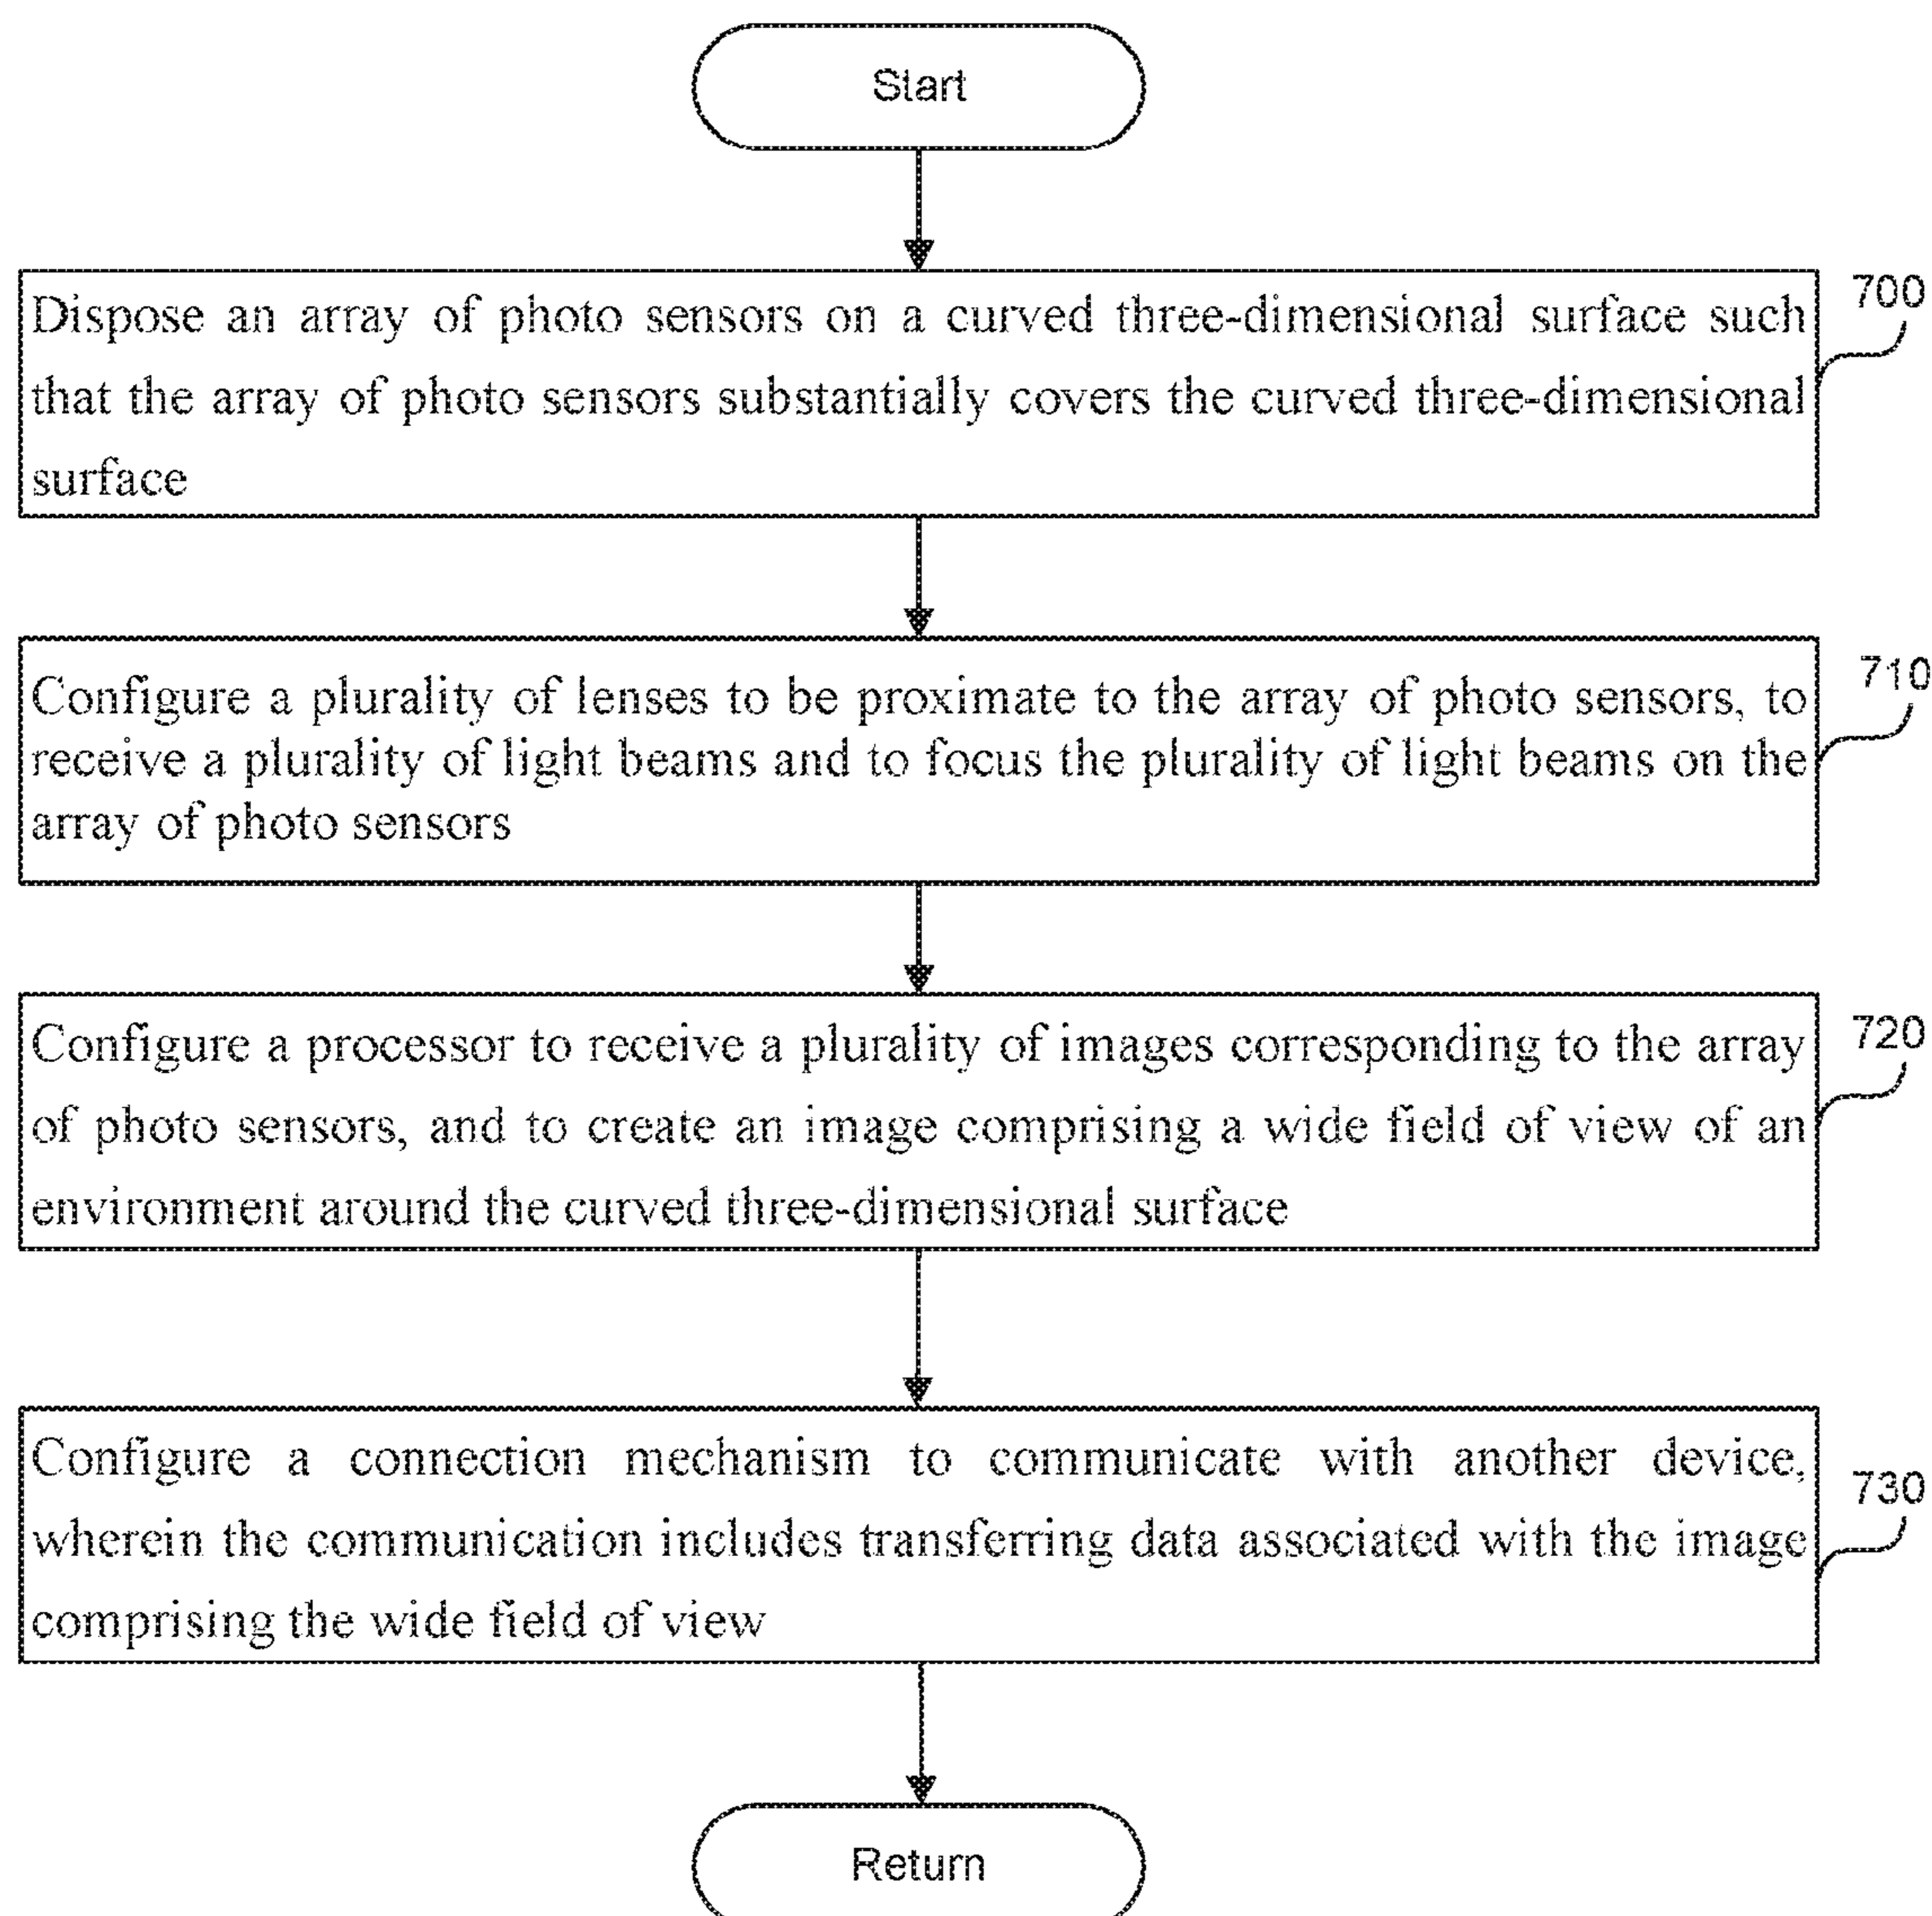 Start
Dispose an array of photo sensors on a curved three-dimensional surface such
that the array of photo sensors substantially covers the curved three-dimensional
surface
700
Configure a plurality of lenses to be proximate to the array of photo sensors, to
receive a plurality of light beams and to focus the plurality of light beams on the
array of photo sensors
710
Configure a processor to receive a plurality of images corresponding to the array
of photo sensors, and to create an image comprising a wide field of view of an
environment around the curved three-dimensional surface
720
Configure a connection mechanism to communicate with another device,
wherein the communication includes transferring data associated with the image
comprising the wide field of view
730
Return